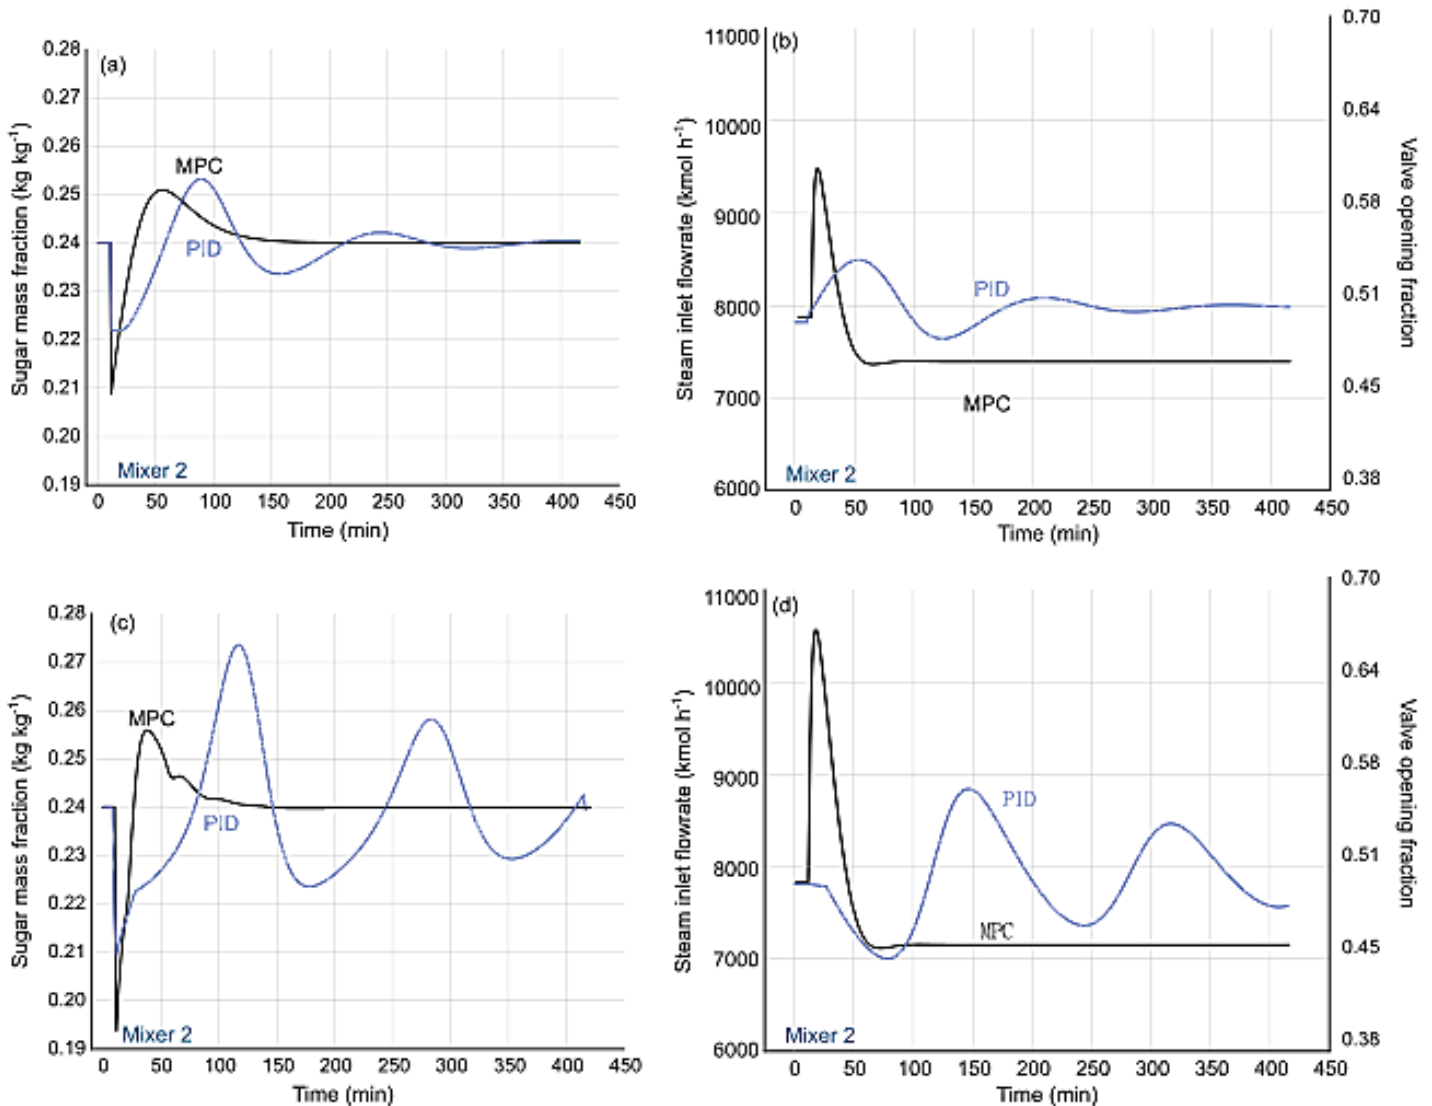 (a)
0.28
0.27
0.26
0.25
0.24
0.23
0.22
0.21
0.20
0.19
Sugar mass fraction (kg kg⁻¹)
MPC
PID
Mixer 2
0 50 100 150 200 250 300 350 400 450
Time (min)
(b)
11000
10000
9000
8000
7000
6000
Steam inlet flowrate (kmol h⁻¹)
PID
MPC
Mixer 2
0.70
0.64
0.58
0.51
0.45
0.38
Valve opening fraction
0 50 100 150 200 250 300 350 400 450
Time (min)
(c)
0.28
0.27
0.26
0.25
0.24
0.23
0.22
0.21
0.20
0.19
Sugar mass fraction (kg kg⁻¹)
MPC
PID
Mixer 2
0 50 100 150 200 250 300 350 400 450
Time (min)
(d)
11000
10000
9000
8000
7000
6000
Steam inlet flowrate (kmol h⁻¹)
PID
MPC
Mixer 2
0.70
0.64
0.58
0.51
0.45
0.38
Valve opening fraction
0 50 100 150 200 250 300 350 400 450
Time (min)